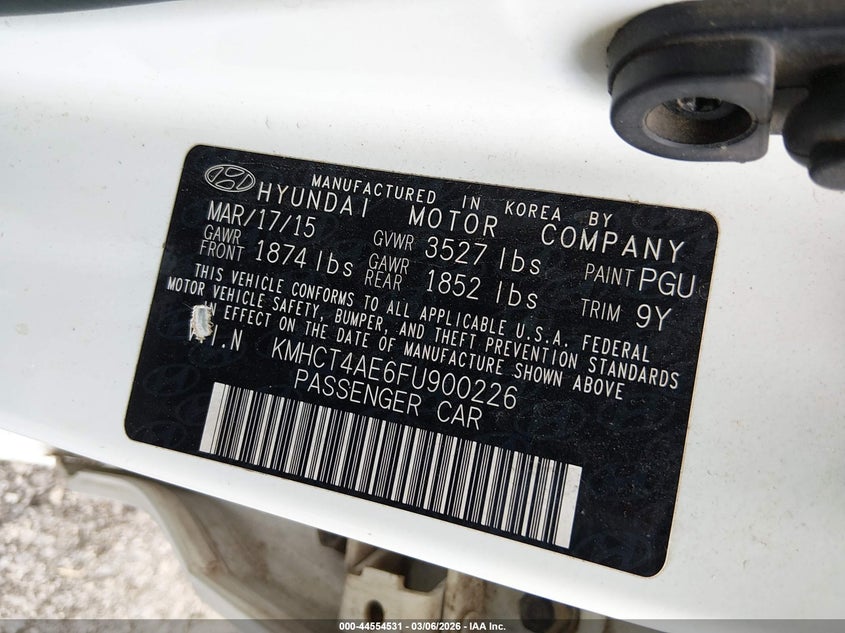 MANUFACTURED IN KOREA BY
HYUNDAI MOTOR COMPANY
MAR/17/15 GVWR 3527 lbs PAINT PGU
GAWR FRONT 1874 lbs GAWR REAR 1852 lbs TRIM 9Y
THIS VEHICLE CONFORMS TO ALL APPLICABLE U.S.A. FEDERAL
MOTOR VEHICLE SAFETY, BUMPER, AND THEFT PREVENTION STANDARDS
IN EFFECT ON THE DATE OF MANUFACTURE SHOWN ABOVE
.I.N KMHCT4AE6FU900226
PASSENGER CAR
000-44554531 - 03/06/2026 - IAA Inc.